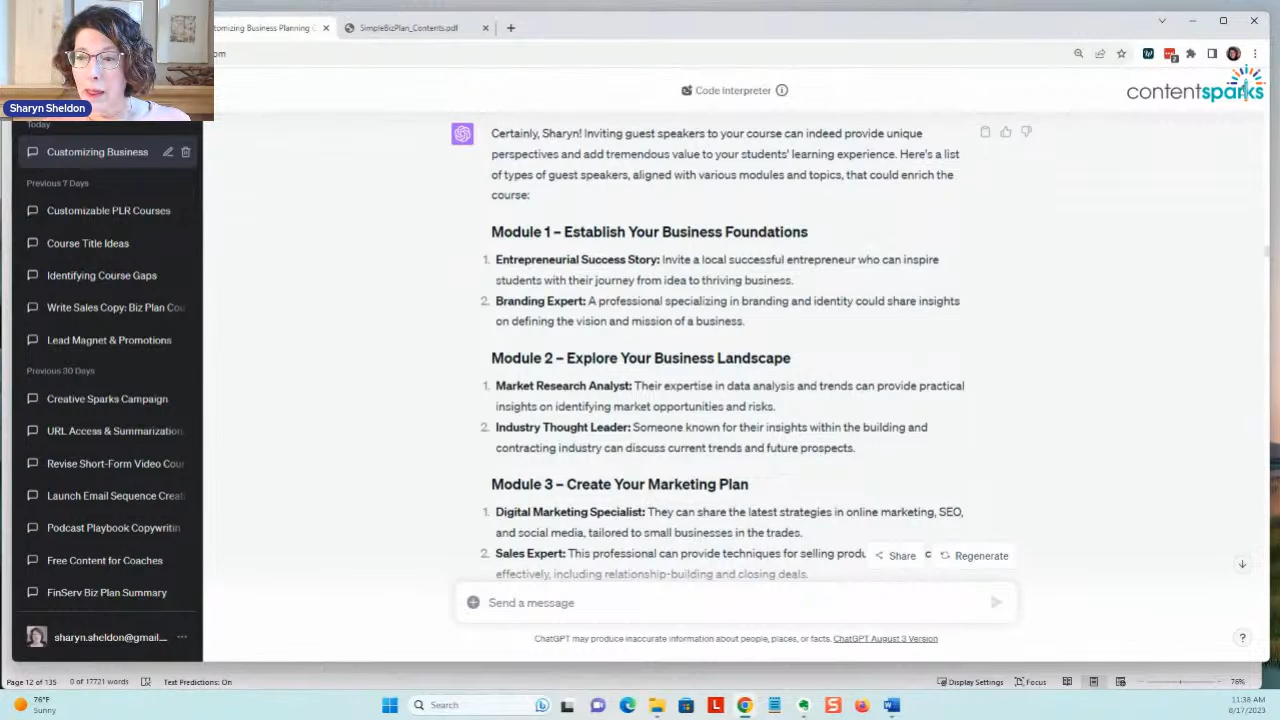 tomizing Business Planning
SimpleBizPlan_Contents.pdf
om
Sharyn Sheldon
Code Interpreter
contentsparks
Today
Customizing Business
Previous 7 Days
Customizable PLR Courses
Course Title Ideas
Identifying Course Gaps
Write Sales Copy: Biz Plan Cou
Lead Magnet & Promotions
Previous 30 Days
Creative Sparks Campaign
URL Access & Summarization
Revise Short-Form Video Cour
Launch Email Sequence Creati
Podcast Playbook Copywritin
Free Content for Coaches
FinServ Biz Plan Summary
sharyn.sheldon@gmail...
Certainly, Sharyn! Inviting guest speakers to your course can indeed provide unique
perspectives and add tremendous value to your students' learning experience. Here's a list
of types of guest speakers, aligned with various modules and topics, that could enrich the
course:
Module 1 – Establish Your Business Foundations
1. Entrepreneurial Success Story: Invite a local successful entrepreneur who can inspire
students with their journey from idea to thriving business.
2. Branding Expert: A professional specializing in branding and identity could share insights
on defining the vision and mission of a business.
Module 2 – Explore Your Business Landscape
1. Market Research Analyst: Their expertise in data analysis and trends can provide practical
insights on identifying market opportunities and risks.
2. Industry Thought Leader: Someone known for their insights within the building and
contracting industry can discuss current trends and future prospects.
Module 3 – Create Your Marketing Plan
1. Digital Marketing Specialist: They can share the latest strategies in online marketing, SEO,
and social media, tailored to small businesses in the trades.
2. Sales Expert: This professional can provide techniques for selling produ
effectively, including relationship-building and closing deals.
Share
Regenerate
Send a message
ChatGPT may produce inaccurate information about people, places, or facts. ChatGPT August 3 Version
?
Page 12 of 135 0 of 17721 words Text Predictions: On
Display Settings Focus 76%
76°F
Sunny
Search
11:38 AM
8/17/2023